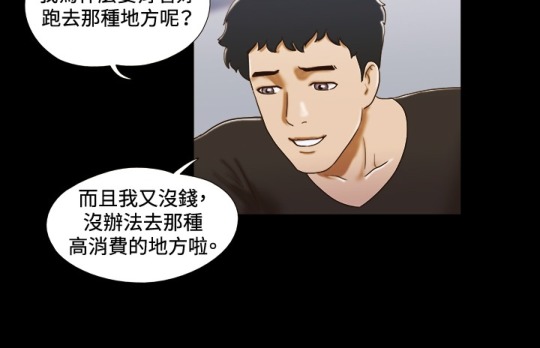 跑去那種地方呢？
而且我又沒錢，
沒辦法去那種
高消費的地方啦。